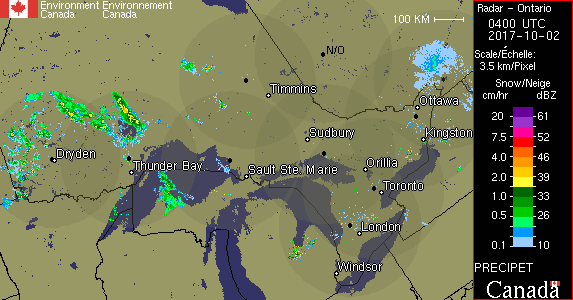 Environment Environnement
Canada Canada
100 KM
N/O
Timmins
Ottawa
Sudbury
Kingston
Dryden
Thunder Bay
Sault Ste. Marie
Orillia
Toronto
London
Windsor
Radar - Ontario
0400 UTC
2017-10-02
Scale/Échelle:
3.5 km/Pixel
Snow/Neige
cm/hr dBZ
20 61
7.5 52
4.0 46
2.0 39
1.0 33
0.5 26
0.1 10
PRECIPET
Canada